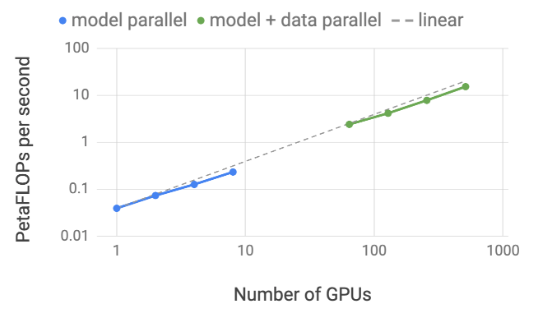 model parallel model + data parallel linear
100
10
1
0.1
0.01
1 10 100 1000
PetaFLOPs per second
Number of GPUs